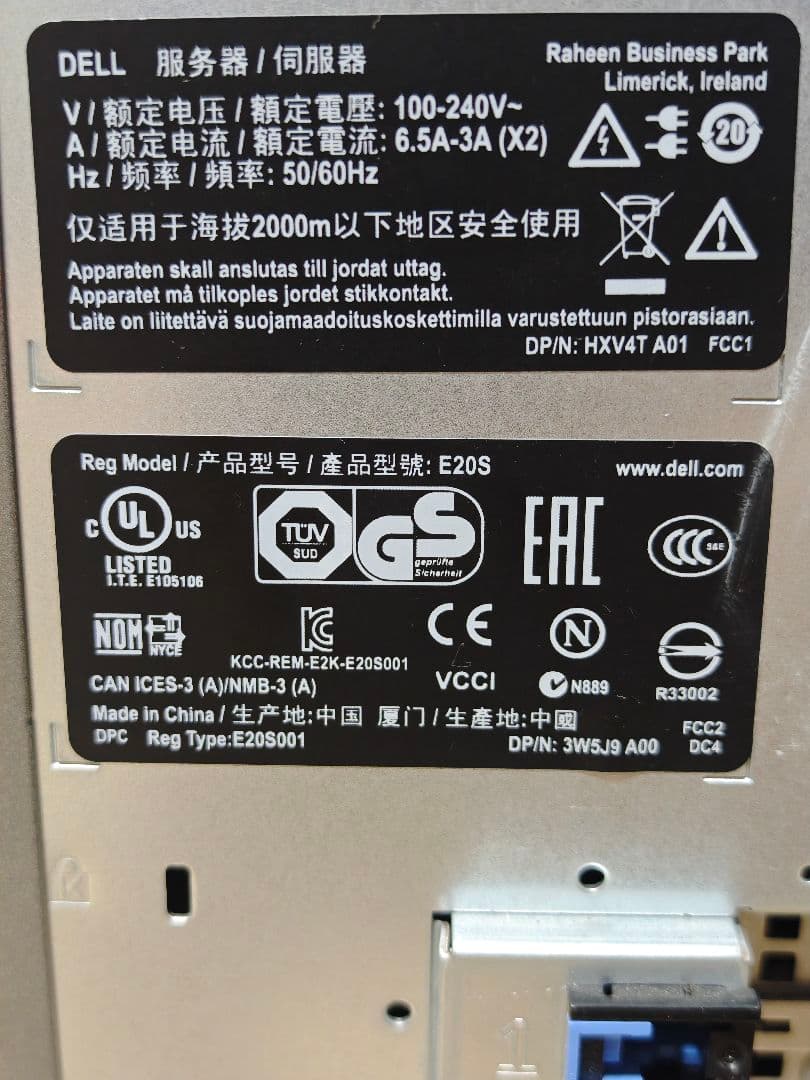 DELL 服务器 / 伺服器
Raheen Business Park
Limerick, Ireland
V / 额定电压 / 額定電壓: 100-240V~
A / 额定电流 / 額定電流: 6.5A-3A (X2)
Hz / 频率 / 頻率: 50/60Hz
20
仅适用于海拔2000m以下地区安全使用
Apparaten skall anslutas till jordat uttag.
Apparatet må tilkoples jordet stikkontakt.
Laite on liitettävä suojamaadoituskoskettimilla varustettuun pistorasiaan.
DP/N: HXV4T A01 FCC1
Reg Model / 产品型号 / 產品型號: E20S
www.dell.com
C UL US
LISTED
I.T.E. E105106
TÜV
SUD
GS
geprüfte
Sicherheit
EAC
CCC S&E
NOM NYCE
KC
KCC-REM-E2K-E20S001
CE
N
CAN ICES-3 (A)/NMB-3 (A)
VCCI
N889
R33002
Made in China / 生产地:中国 厦门 / 生產地:中國
DPC Reg Type:E20S001
DP/N: 3W5J9 A00
FCC2
DC4
1